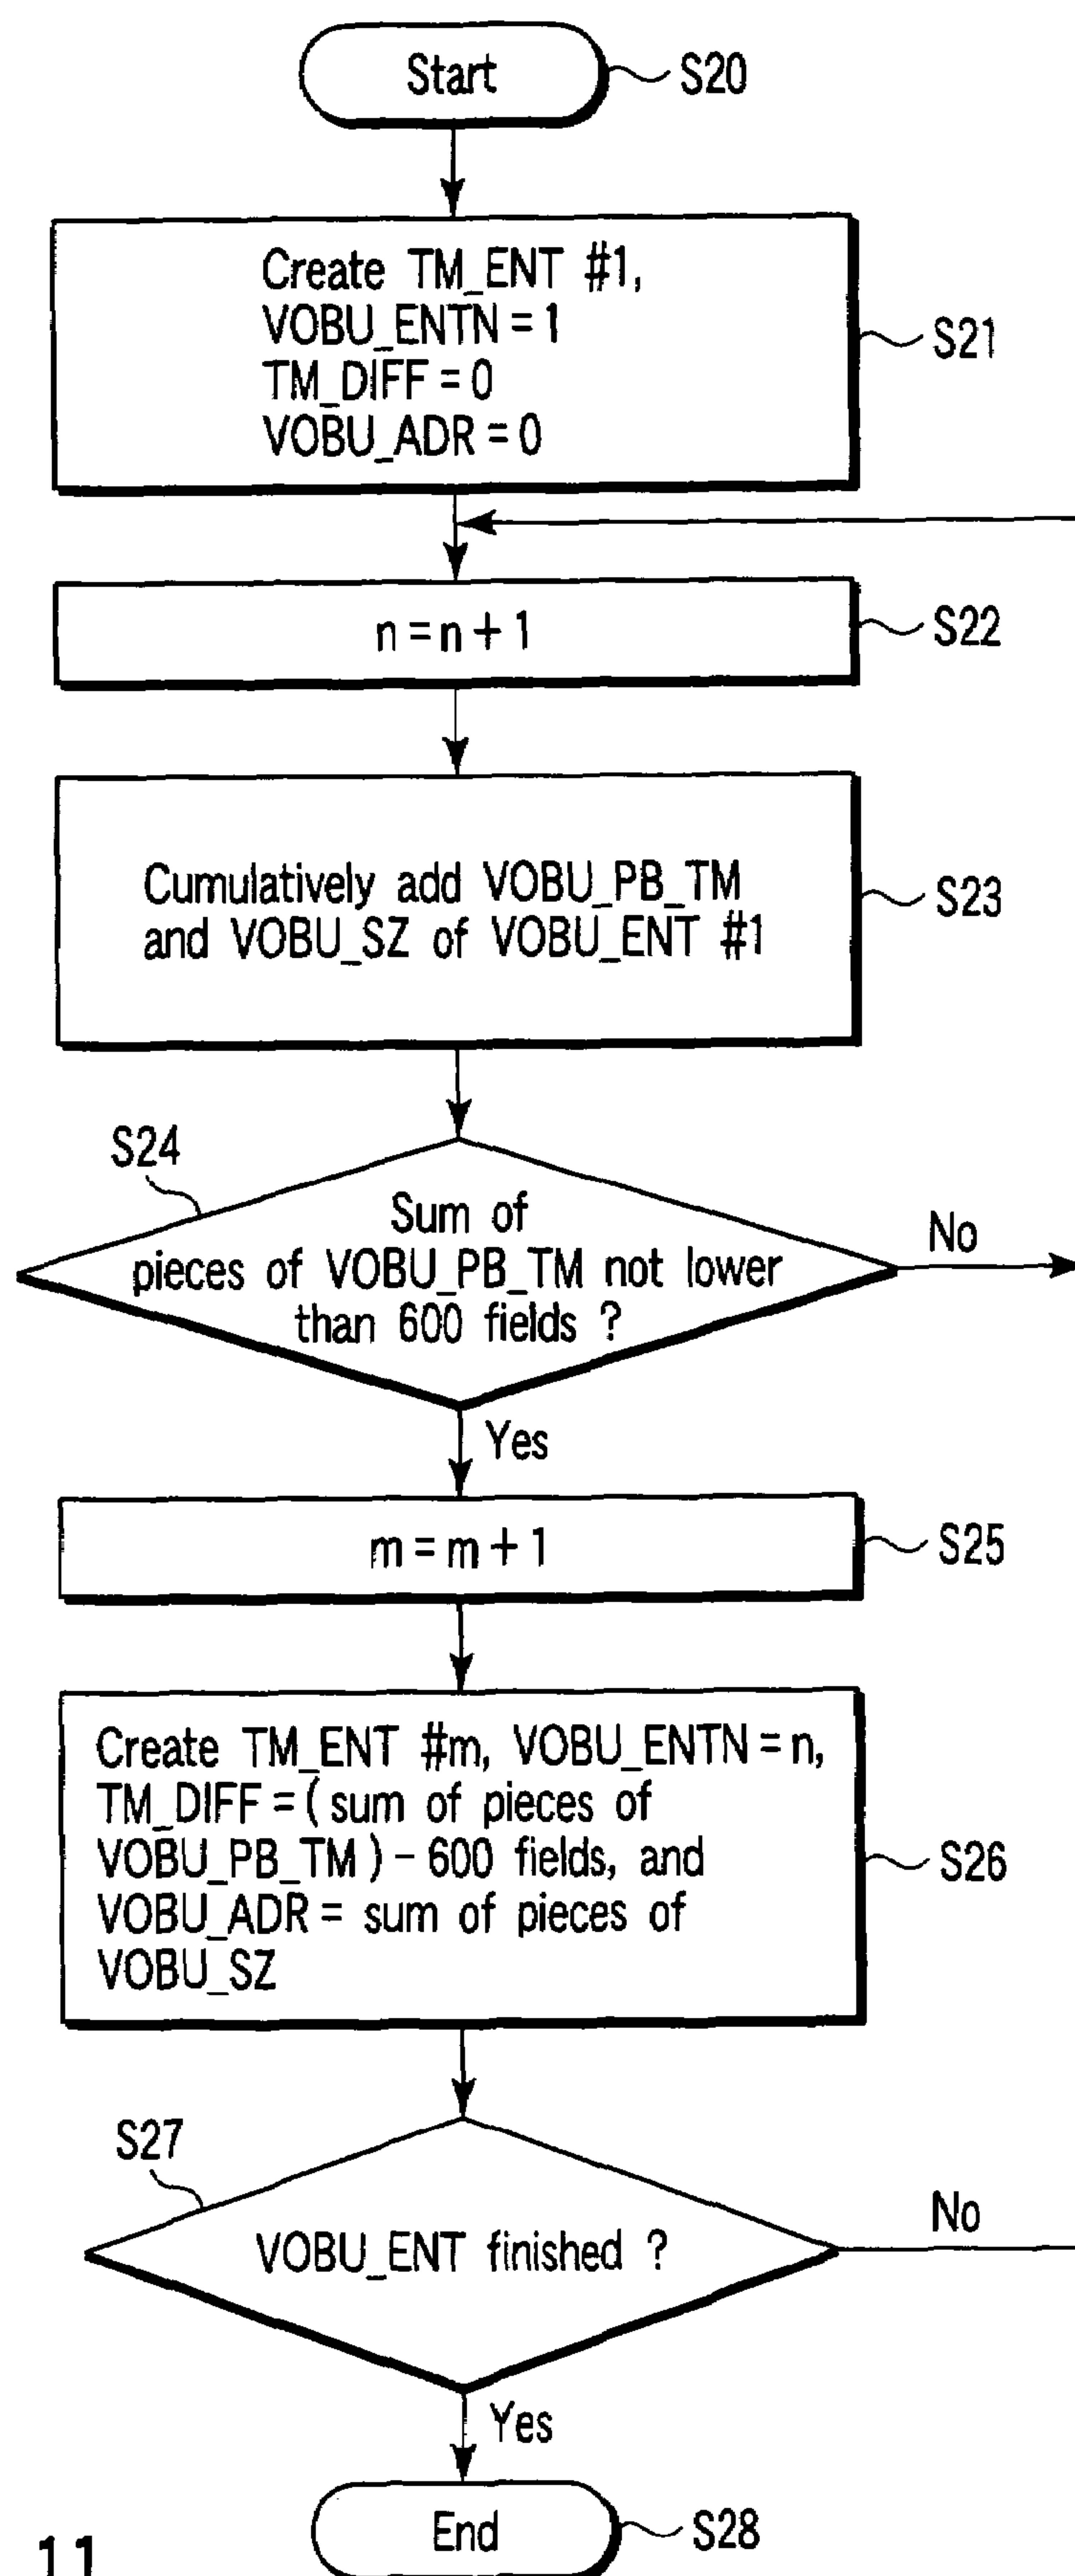 Start
S20
Create TM_ENT #1,
VOBU_ENTN = 1
TM_DIFF = 0
VOBU_ADR = 0
S21
n = n + 1
S22
Cumulatively add VOBU_PB_TM
and VOBU_SZ of VOBU_ENT #1
S23
S24
Sum of
pieces of VOBU_PB_TM not lower
than 600 fields ?
No
Yes
m = m + 1
S25
Create TM_ENT #m, VOBU_ENTN = n,
TM_DIFF = ( sum of pieces of
VOBU_PB_TM ) - 600 fields, and
VOBU_ADR = sum of pieces of
VOBU_SZ
S26
S27
VOBU_ENT finished ?
No
Yes
End
S28
11